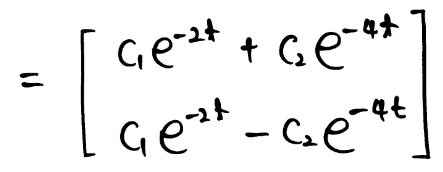 = [ c₁e⁻²ᵗ + c₂e⁻⁴ᵗ
c₁e⁻²ᵗ − c₂e⁻⁴ᵗ ]